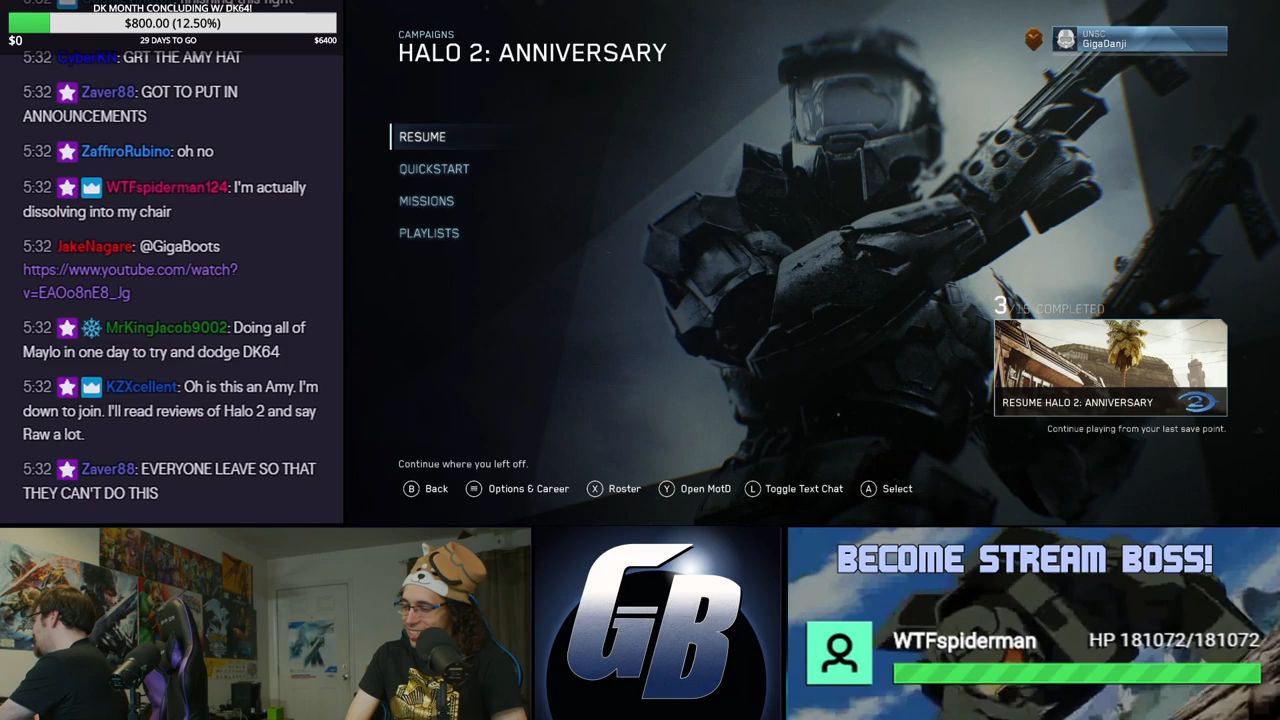 finishing this fight
DK MONTH CONCLUDING W/ DK64!
$800.00 (12.50%)
$0
29 DAYS TO GO
$6400
5:32 CyberKN: GRT THE AMY HAT
5:32 Zaver88: GOT TO PUT IN
ANNOUNCEMENTS
5:32 ZaffiroRubino: oh no
5:32 WTFspiderman124: I'm actually
dissolving into my chair
5:32 JakeNagare: @GigaBoots
https://www.youtube.com/watch?
v=EAOo8nE8_Jg
5:32 MrKingJacob9002: Doing all of
Maylo in one day to try and dodge DK64
5:32 KZXcellent: Oh is this an Amy. I'm
down to join. I'll read reviews of Halo 2 and say
Raw a lot.
5:32 Zaver88: EVERYONE LEAVE SO THAT
THEY CAN'T DO THIS
CAMPAIGNS
HALO 2: ANNIVERSARY
UNSC
GigaDanji
RESUME
QUICKSTART
MISSIONS
PLAYLISTS
3/15 COMPLETED
RESUME HALO 2: ANNIVERSARY
2
Continue playing from your last save point.
Continue where you left off.
B Back
Options & Career
X Roster
Y Open MotD
L Toggle Text Chat
A Select
GB
BECOME STREAM BOSS!
WTFspiderman
HP 181072/181072